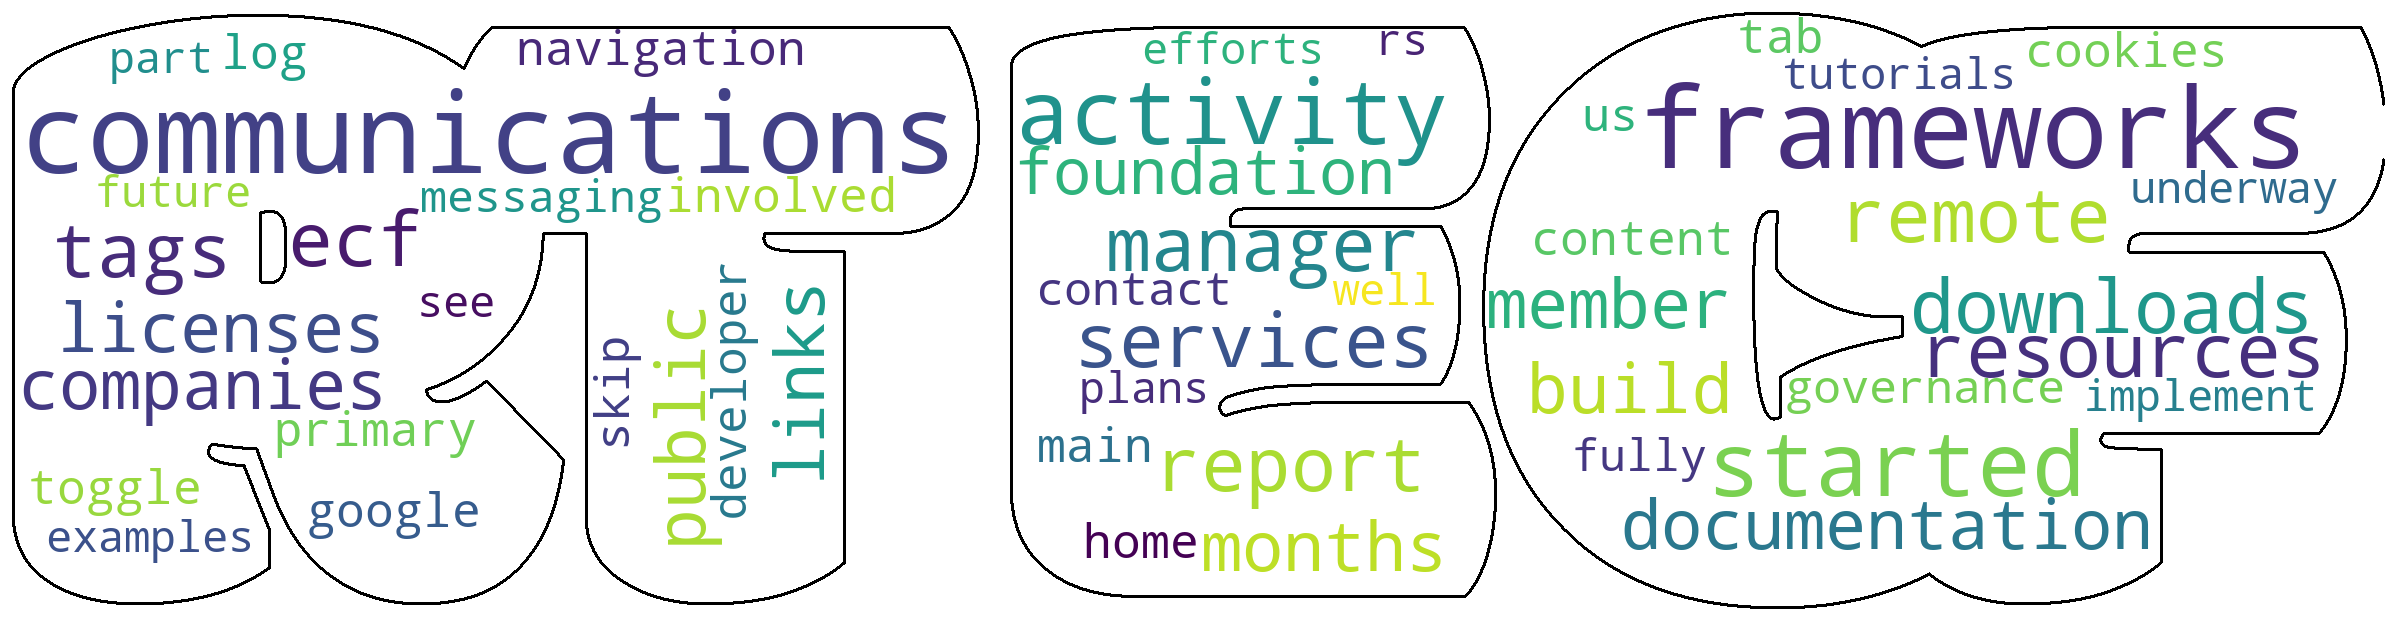 part log navigation
communications
future messaging involved
tags ecf
licenses see
companies
primary
toggle google
examples
skip public developer links
efforts rs
activity
foundation
manager
contact well
services
plans
main report
home months
tab cookies
tutorials
us frameworks
underway
remote
content
member downloads
resources
build governance implement
fully started
documentation